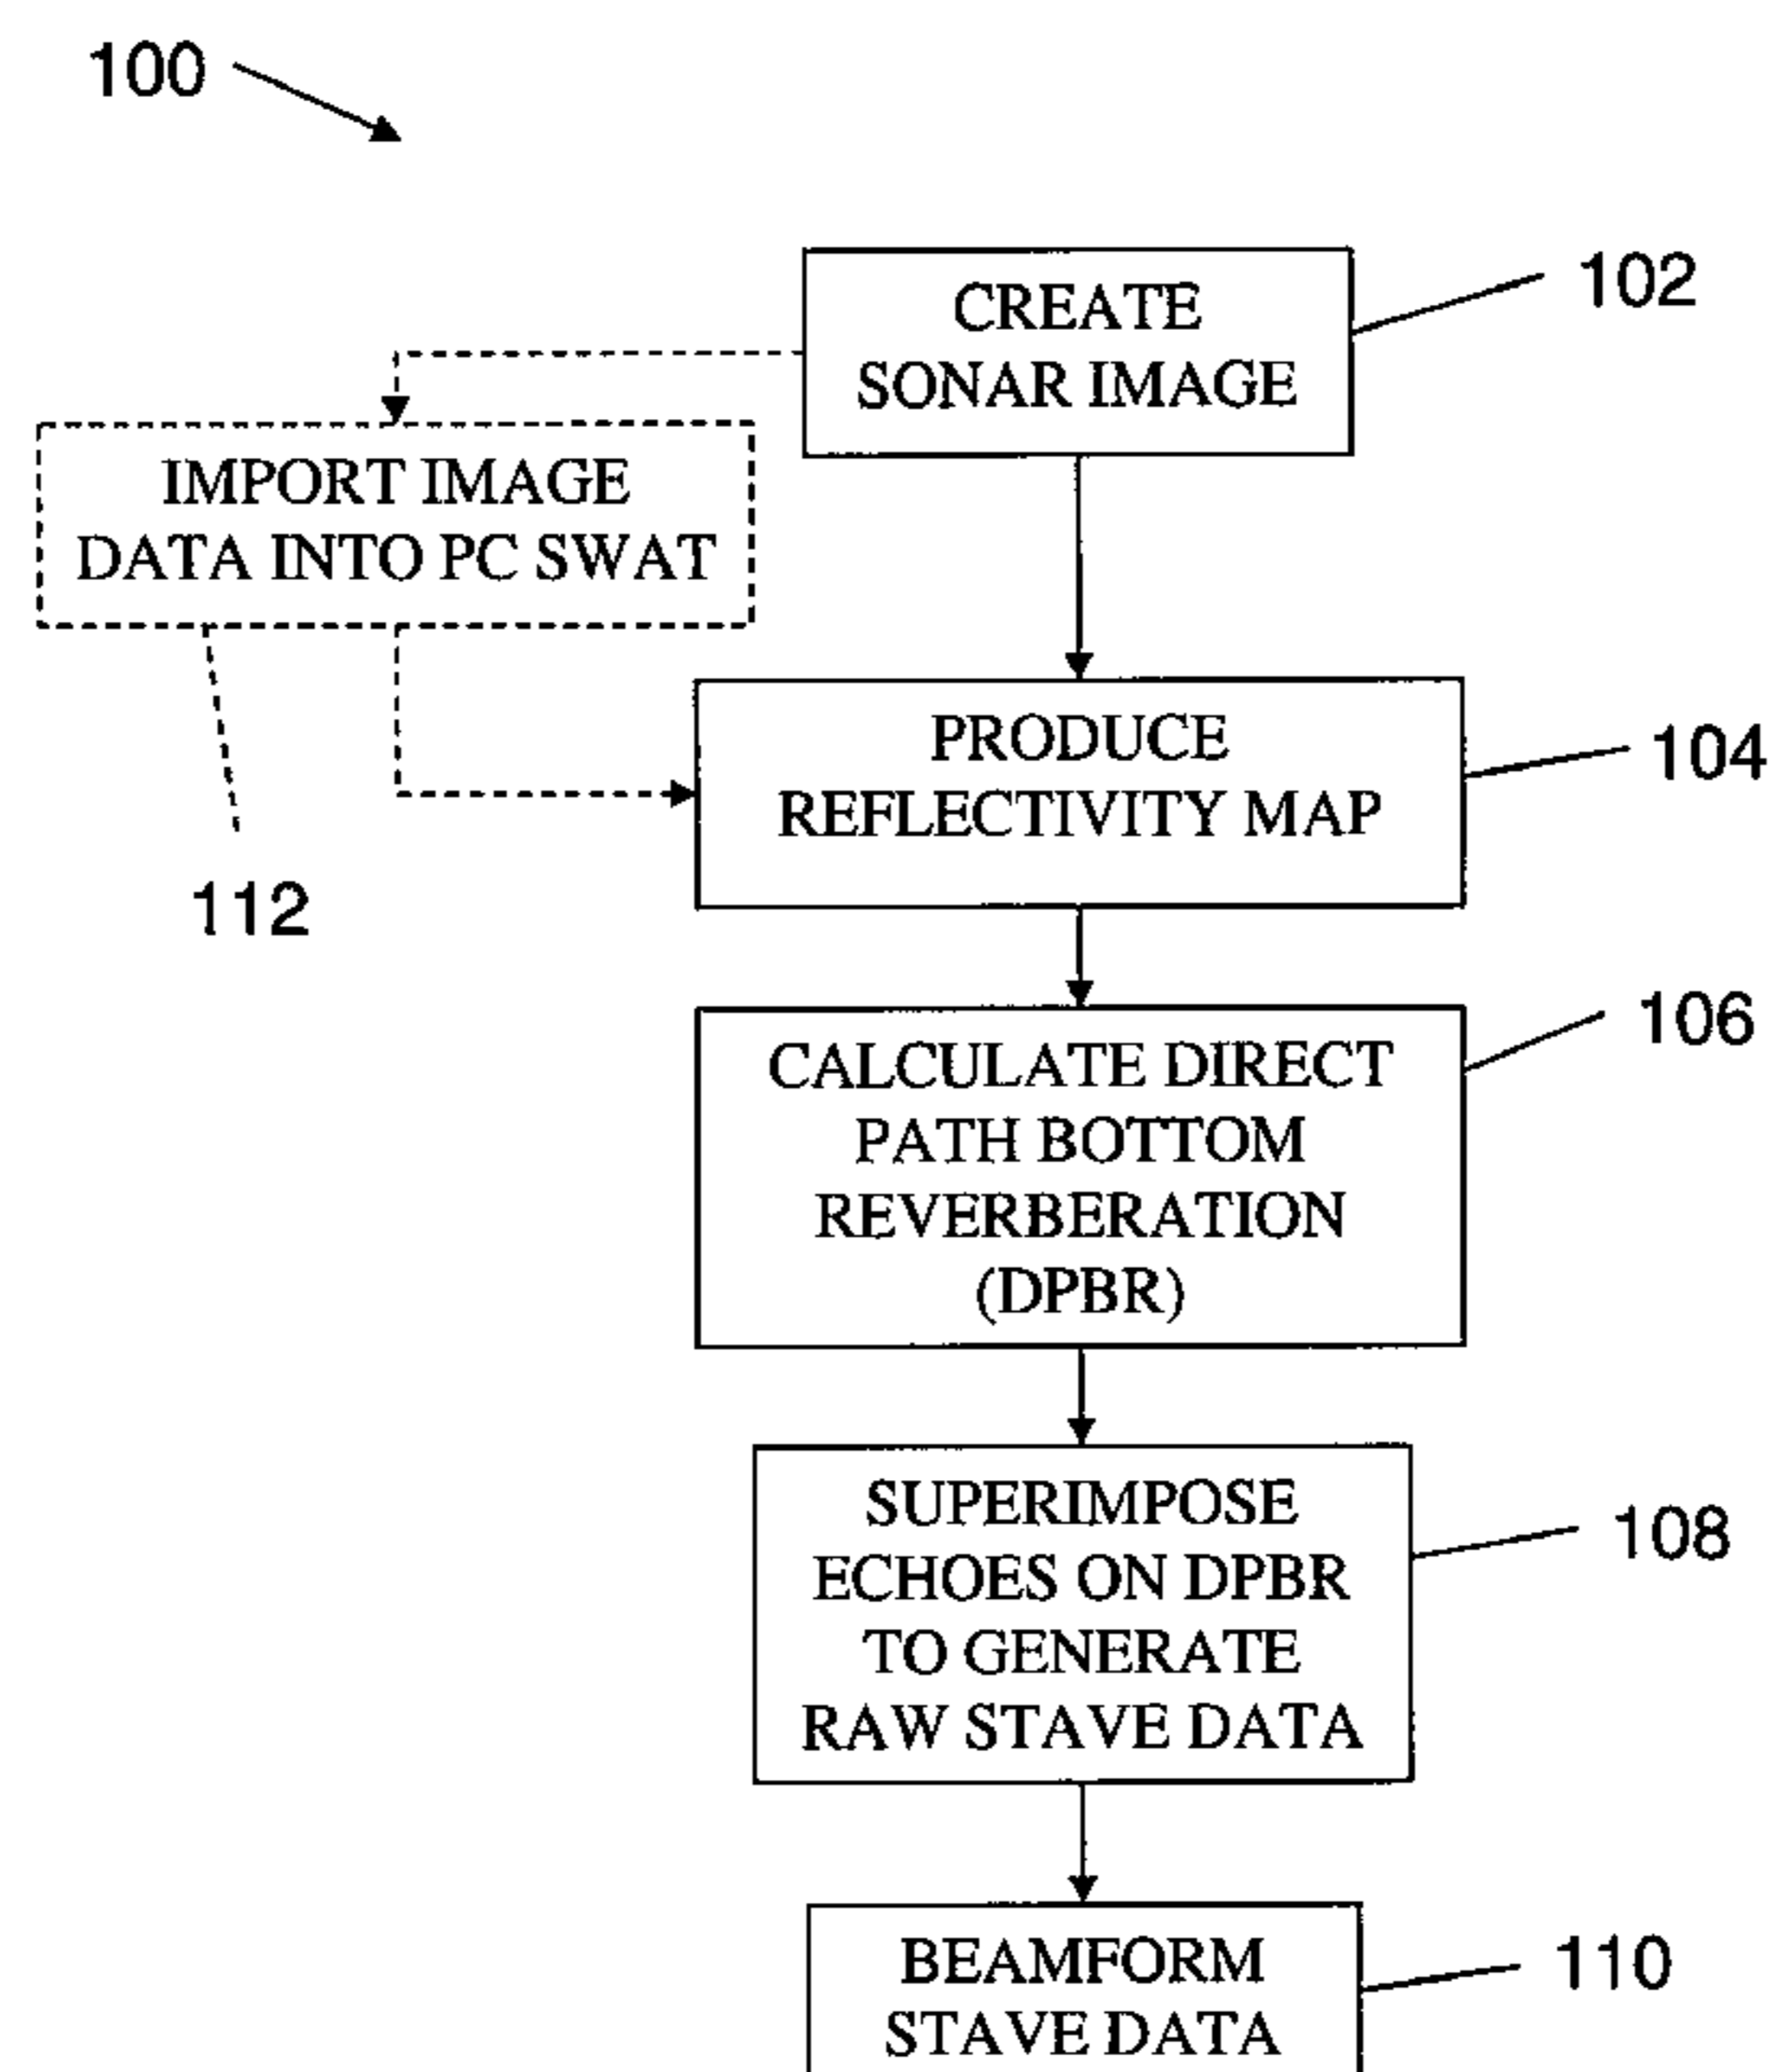 100
CREATE
SONAR IMAGE
102
IMPORT IMAGE
DATA INTO PC SWAT
112
PRODUCE
REFLECTIVITY MAP
104
CALCULATE DIRECT
PATH BOTTOM
REVERBERATION
(DPBR)
106
SUPERIMPOSE
ECHOES ON DPBR
TO GENERATE
RAW STAVE DATA
108
BEAMFORM
STAVE DATA
110